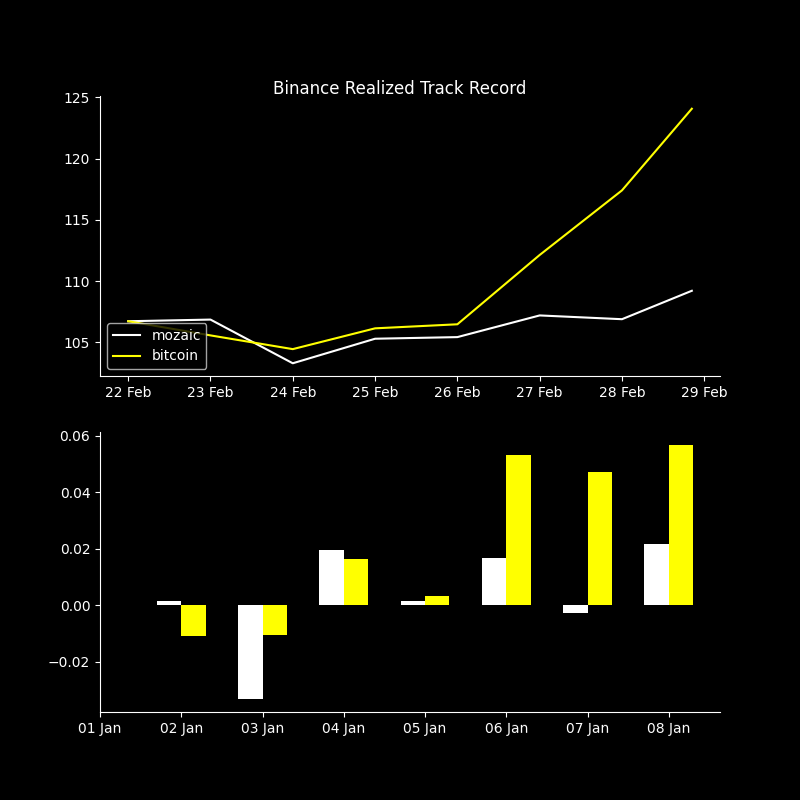 Binance Realized Track Record
125
120
115
110
105
mozaic
bitcoin
22 Feb 23 Feb 24 Feb 25 Feb 26 Feb 27 Feb 28 Feb 29 Feb
0.06
0.04
0.02
0.00
−0.02
01 Jan 02 Jan 03 Jan 04 Jan 05 Jan 06 Jan 07 Jan 08 Jan